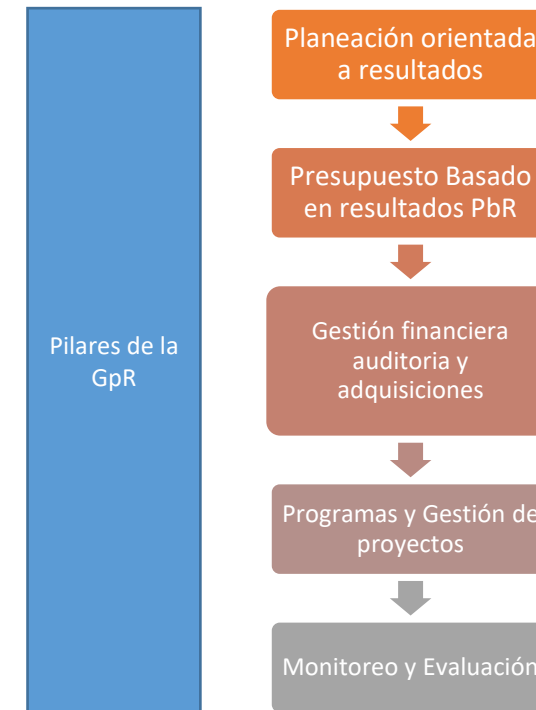 Pilares de la
GpR
Planeación orientada
a resultados
Presupuesto Basado
en resultados PbR
Gestión financiera
auditoria y
adquisiciones
Programas y Gestión de
proyectos
Monitoreo y Evaluación